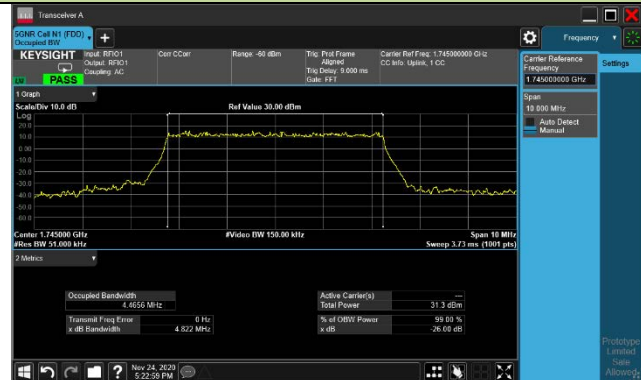 Transceiver A
5GNR Call N1 (FDD)
Occupied BW
Frequency
KEYSIGHT
LNI
PASS
Input: RFIO1
Output: RFIO1
Coupling: AC
Corr CCorr
Range: -60 dBm
Trig: Prot Frame
Aligned
Trig Delay: 9.000 ms
Gate: FFT
Carrier Ref Freq: 1.745000000 GHz
CC Info: Uplink, 1 CC
Carrier Reference
Frequency
1.745000000 GHz
Settings
Span
10.000 MHz
Auto Detect
Manual
1 Graph
Scale/Div 10.0 dB
Ref Value 30.00 dBm
Log
20.0
10.0
0.00
-10.0
-20.0
-30.0
-40.0
-50.0
-60.0
Center 1.745000 GHz
#Video BW 150.00 kHz
Span 10 MHz
#Res BW 51.000 kHz
Sweep 3.73 ms (1001 pts)
2 Metrics
Occupied Bandwidth
4.4656 MHz
Active Carrier(s)
---
Total Power
31.3 dBm
Transmit Freq Error
0 Hz
x dB Bandwidth
4.822 MHz
% of OBW Power
99.00 %
x dB
-26.00 dB
Prototype
Limited
Sale
Allowed
Nov 24, 2020
5:22:59 PM